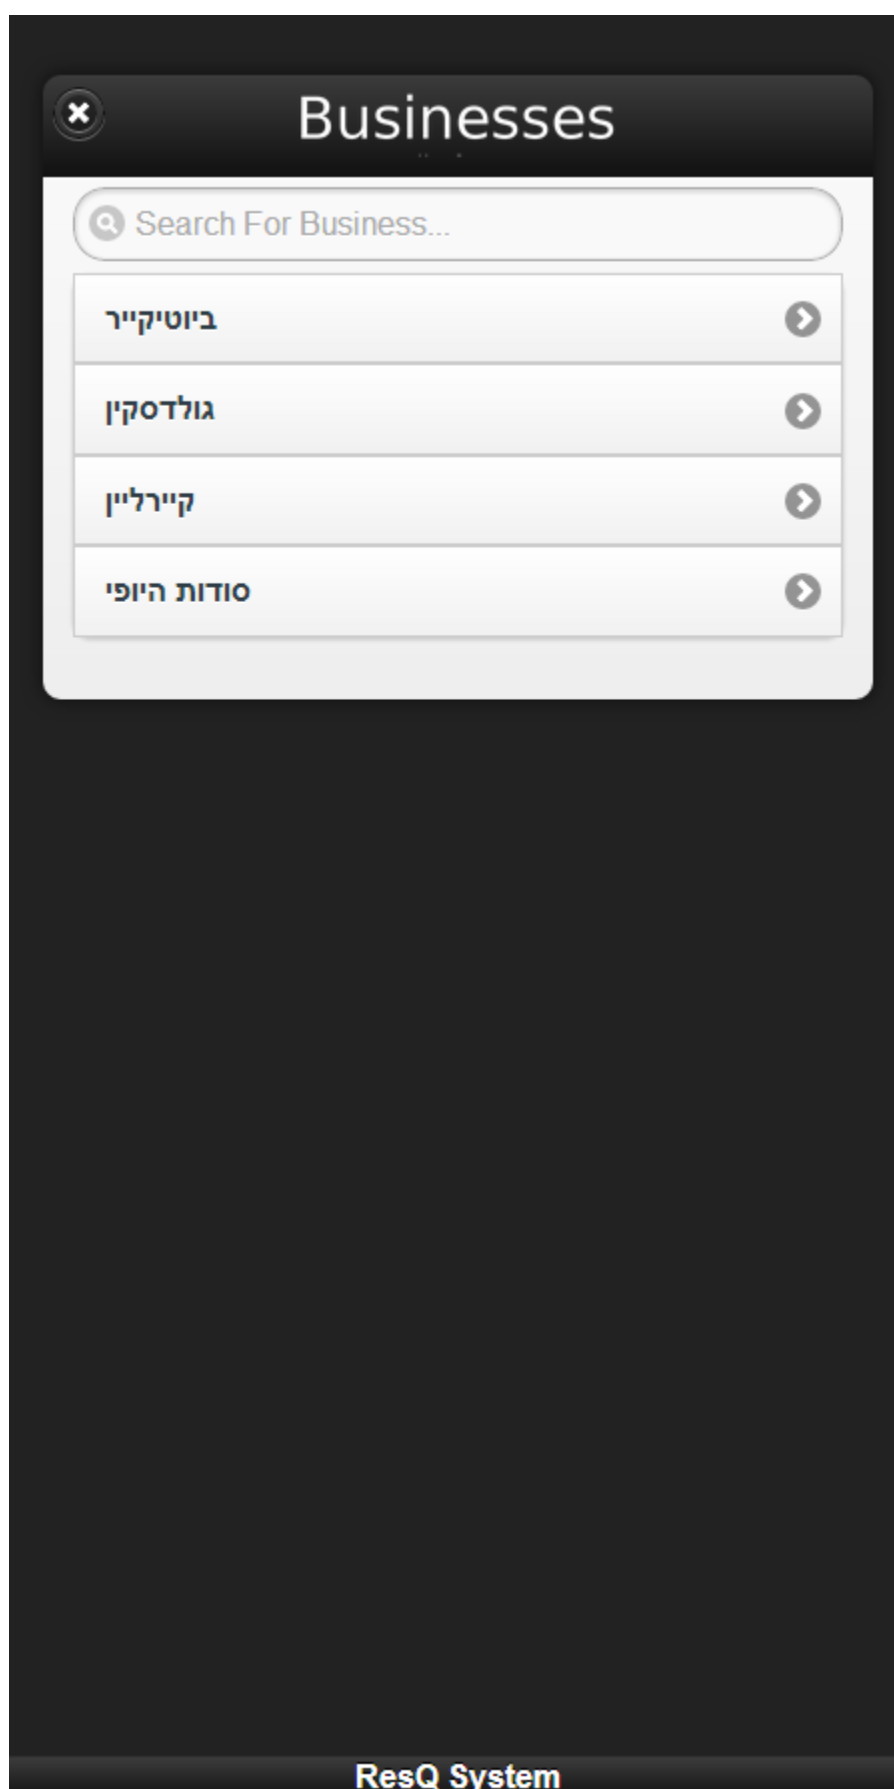 Businesses
Search For Business...
ביוטיקייר
גולדסקין
קיירליין
סודות היופי
ResQ System